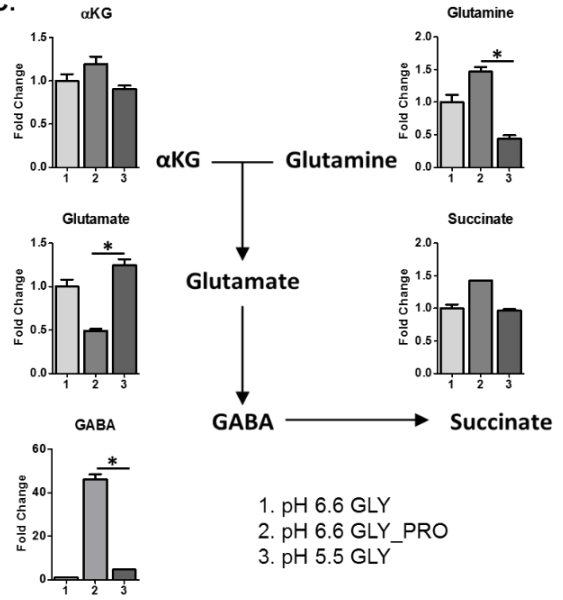 αKG
Fold Change
1.5
1.0
0.5
0.0
1 2 3
Glutamine
Fold Change
2.0
1.5
1.0
0.5
0.0
*
1 2 3
αKG Glutamine
Glutamate
Fold Change
1.5
1.0
0.5
0.0
*
1 2 3
Glutamate
Succinate
Fold Change
2.0
1.5
1.0
0.5
0.0
1 2 3
GABA Succinate
GABA
Fold Change
60
40
20
0
*
1 2 3
1. pH 6.6 GLY
2. pH 6.6 GLY_PRO
3. pH 5.5 GLY